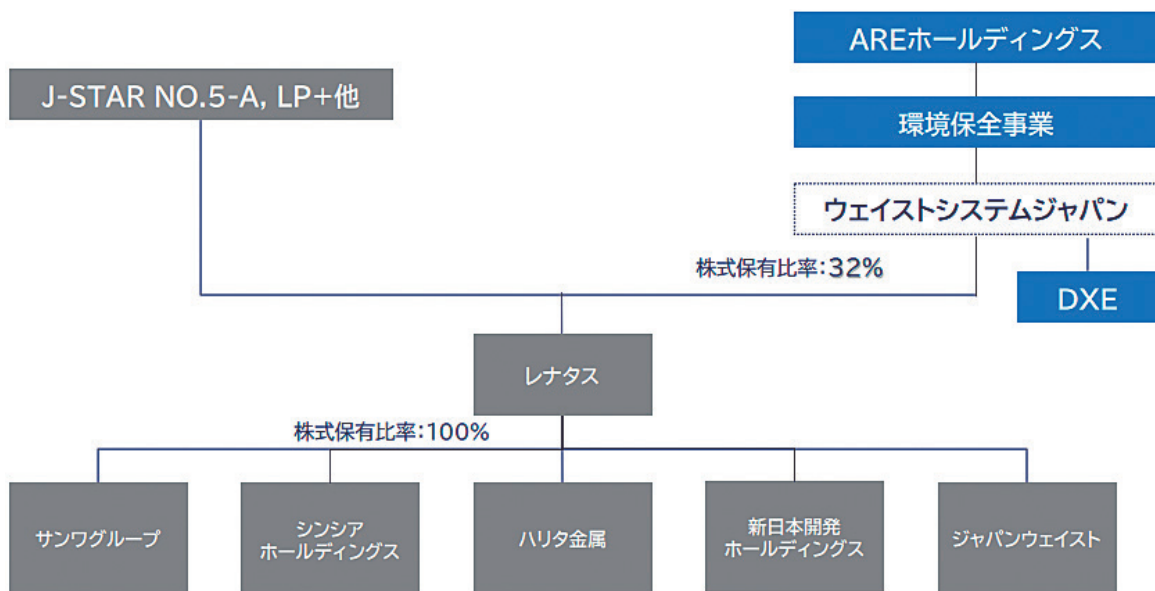 AREホールディングス
J-STAR NO.5-A, LP+他
環境保全事業
ウェイストシステムジャパン
株式保有比率:32%
DXE
レナタス
株式保有比率:100%
サンワグループ
シンシア
ホールディングス
ハリタ金属
新日本開発
ホールディングス
ジャパンウェイスト